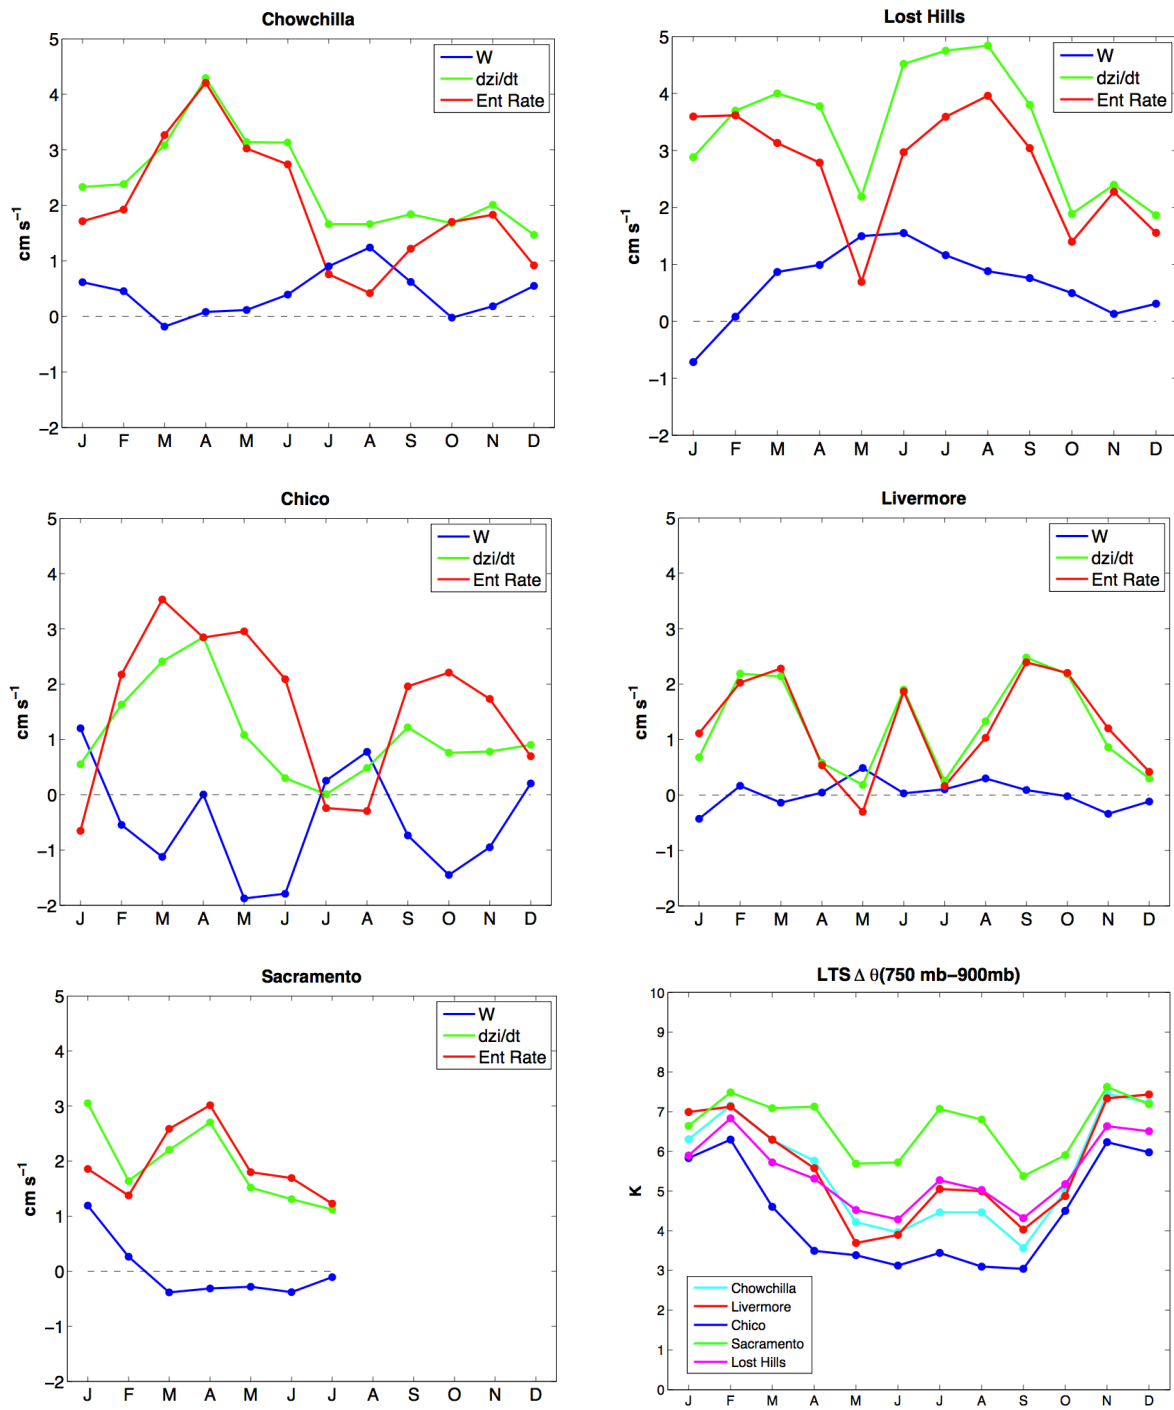 Chowchilla
5
4
3
2
1
0
−1
−2
cm s⁻¹
J F M A M J J A S O N D
W
dzi/dt
Ent Rate
Lost Hills
5
4
3
2
1
0
−1
−2
cm s⁻¹
J F M A M J J A S O N D
W
dzi/dt
Ent Rate
Chico
5
4
3
2
1
0
−1
−2
cm s⁻¹
J F M A M J J A S O N D
W
dzi/dt
Ent Rate
Livermore
5
4
3
2
1
0
−1
−2
cm s⁻¹
J F M A M J J A S O N D
W
dzi/dt
Ent Rate
Sacramento
5
4
3
2
1
0
−1
−2
cm s⁻¹
J F M A M J J A S O N D
W
dzi/dt
Ent Rate
LTS Δ θ(750 mb−900mb)
10
9
8
7
6
5
4
3
2
1
0
K
J F M A M J J A S O N D
Chowchilla
Livermore
Chico
Sacramento
Lost Hills